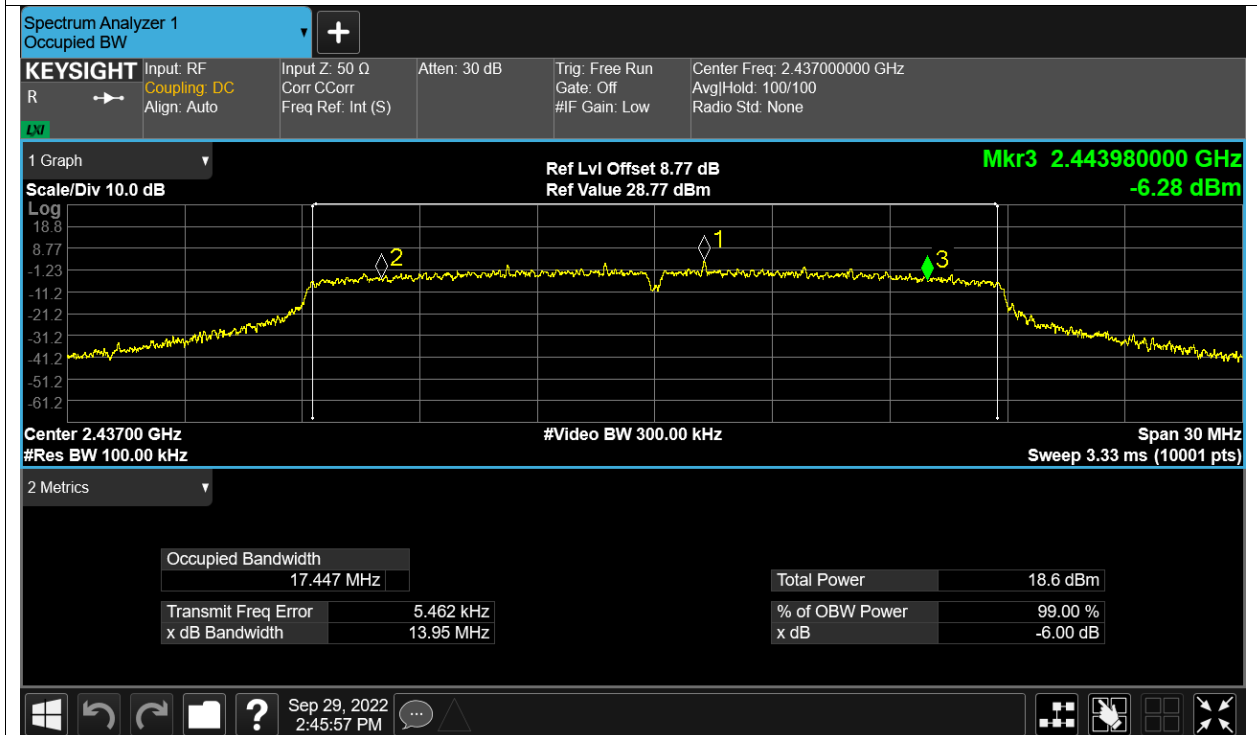 Spectrum Analyzer 1
Occupied BW
+
KEYSIGHT
R
LXI
Input: RF
Coupling: DC
Align: Auto
Input Z: 50 Ω
Corr CCorr
Freq Ref: Int (S)
Atten: 30 dB
Trig: Free Run
Gate: Off
#IF Gain: Low
Center Freq: 2.437000000 GHz
Avg|Hold: 100/100
Radio Std: None
1 Graph
Scale/Div 10.0 dB
Ref Lvl Offset 8.77 dB
Ref Value 28.77 dBm
Mkr3 2.443980000 GHz
-6.28 dBm
Log
18.8
8.77
-1.23
-11.2
-21.2
-31.2
-41.2
-51.2
-61.2
2
1
3
Center 2.43700 GHz
#Res BW 100.00 kHz
#Video BW 300.00 kHz
Span 30 MHz
Sweep 3.33 ms (10001 pts)
2 Metrics
Occupied Bandwidth
17.447 MHz
Transmit Freq Error 5.462 kHz
x dB Bandwidth 13.95 MHz
Total Power 18.6 dBm
% of OBW Power 99.00 %
x dB -6.00 dB
?
Sep 29, 2022
2:45:57 PM